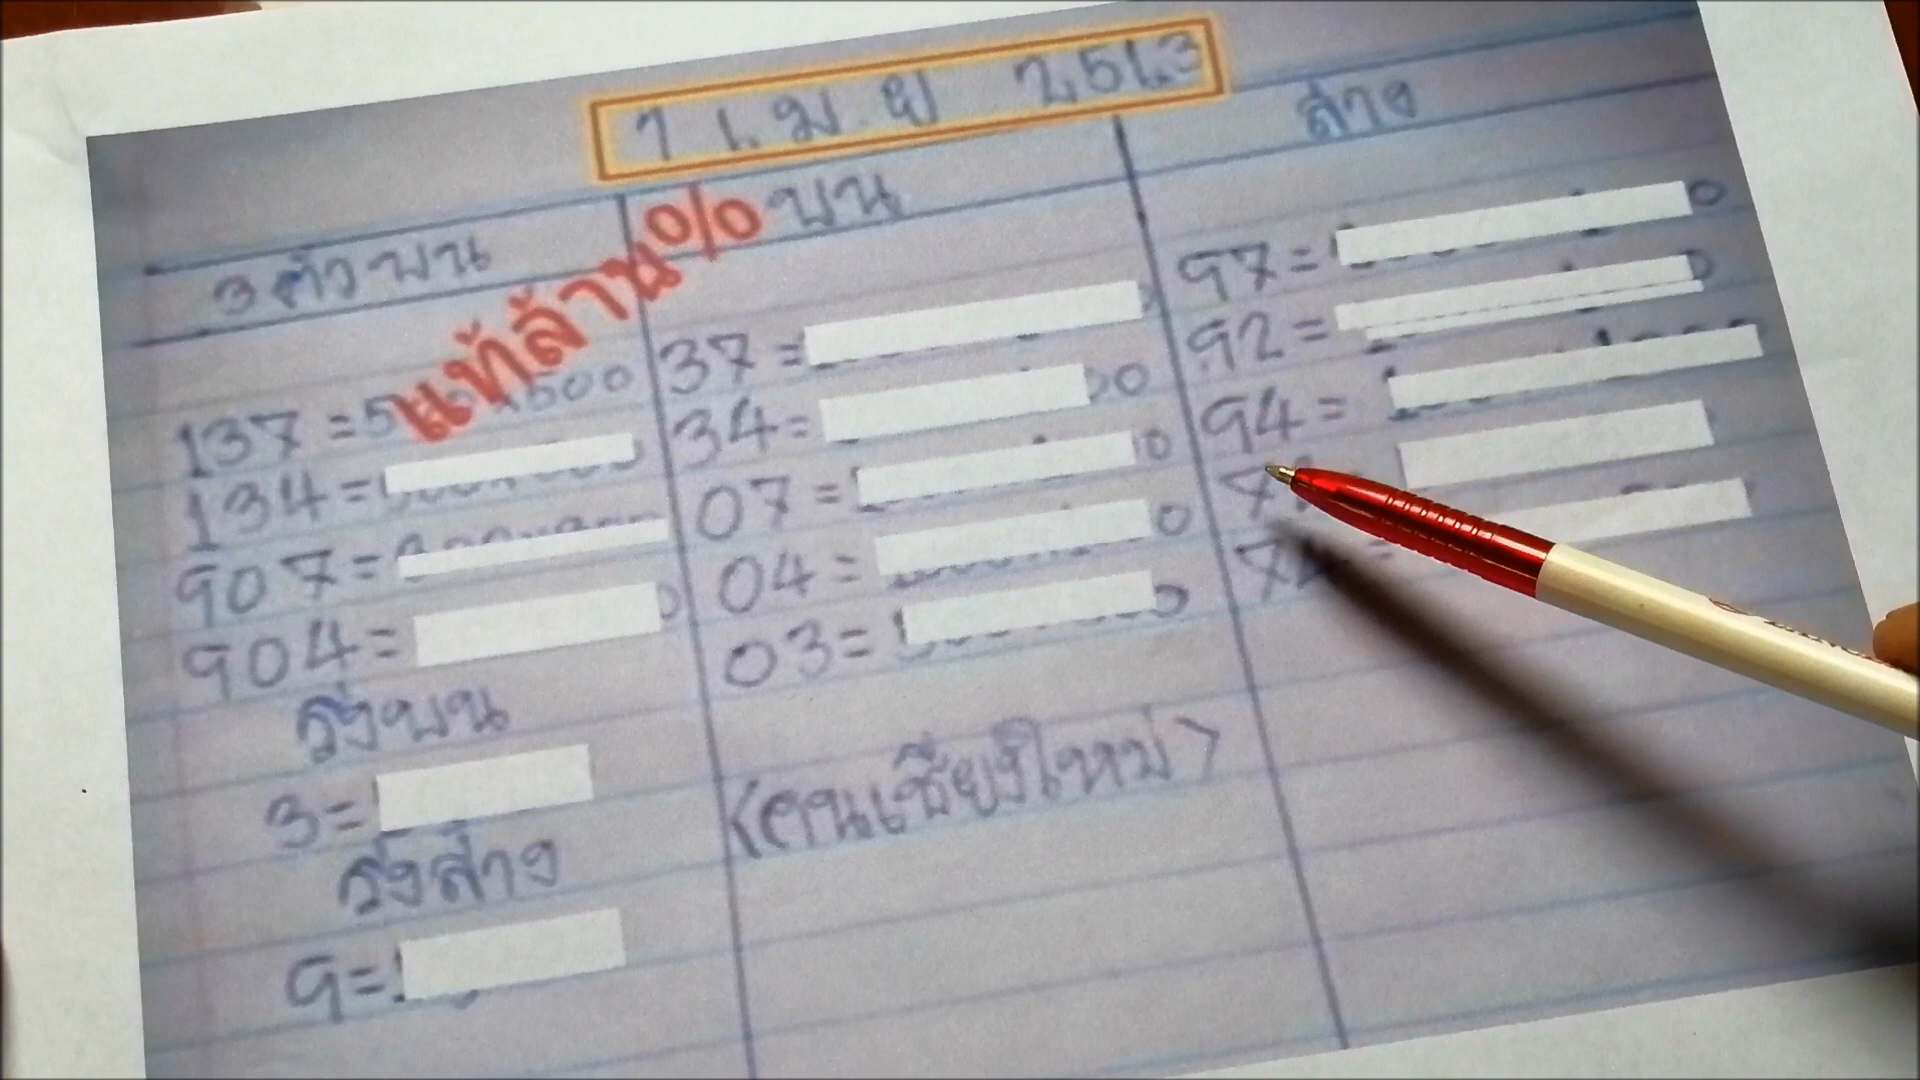 1 เม.ย 2513
3 ตัวบน
บน
ล่าง
แท้ล้าน%
137 =
134 =
907 =
904 =
วิ่งบน
3 =
วิ่งล่าง
9 =
37 =
34 =
07 =
04 =
03 =
<คนเชียงใหม่>
97 =
92 =
94 =